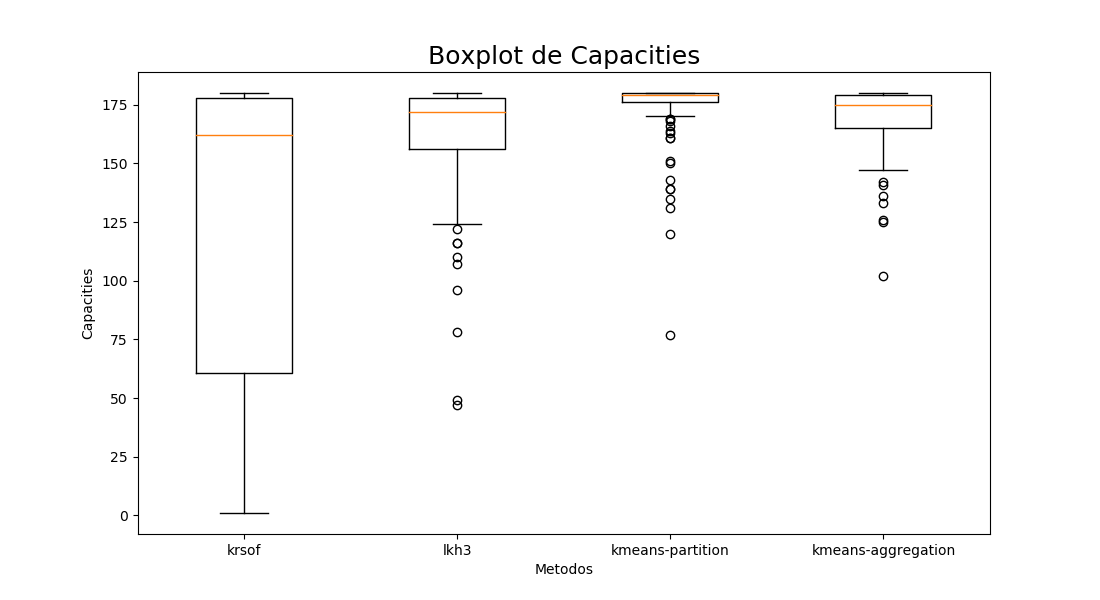 Boxplot de Capacities
Capacities
175
150
125
100
75
50
25
0
krsof
lkh3
kmeans-partition
kmeans-aggregation
Metodos